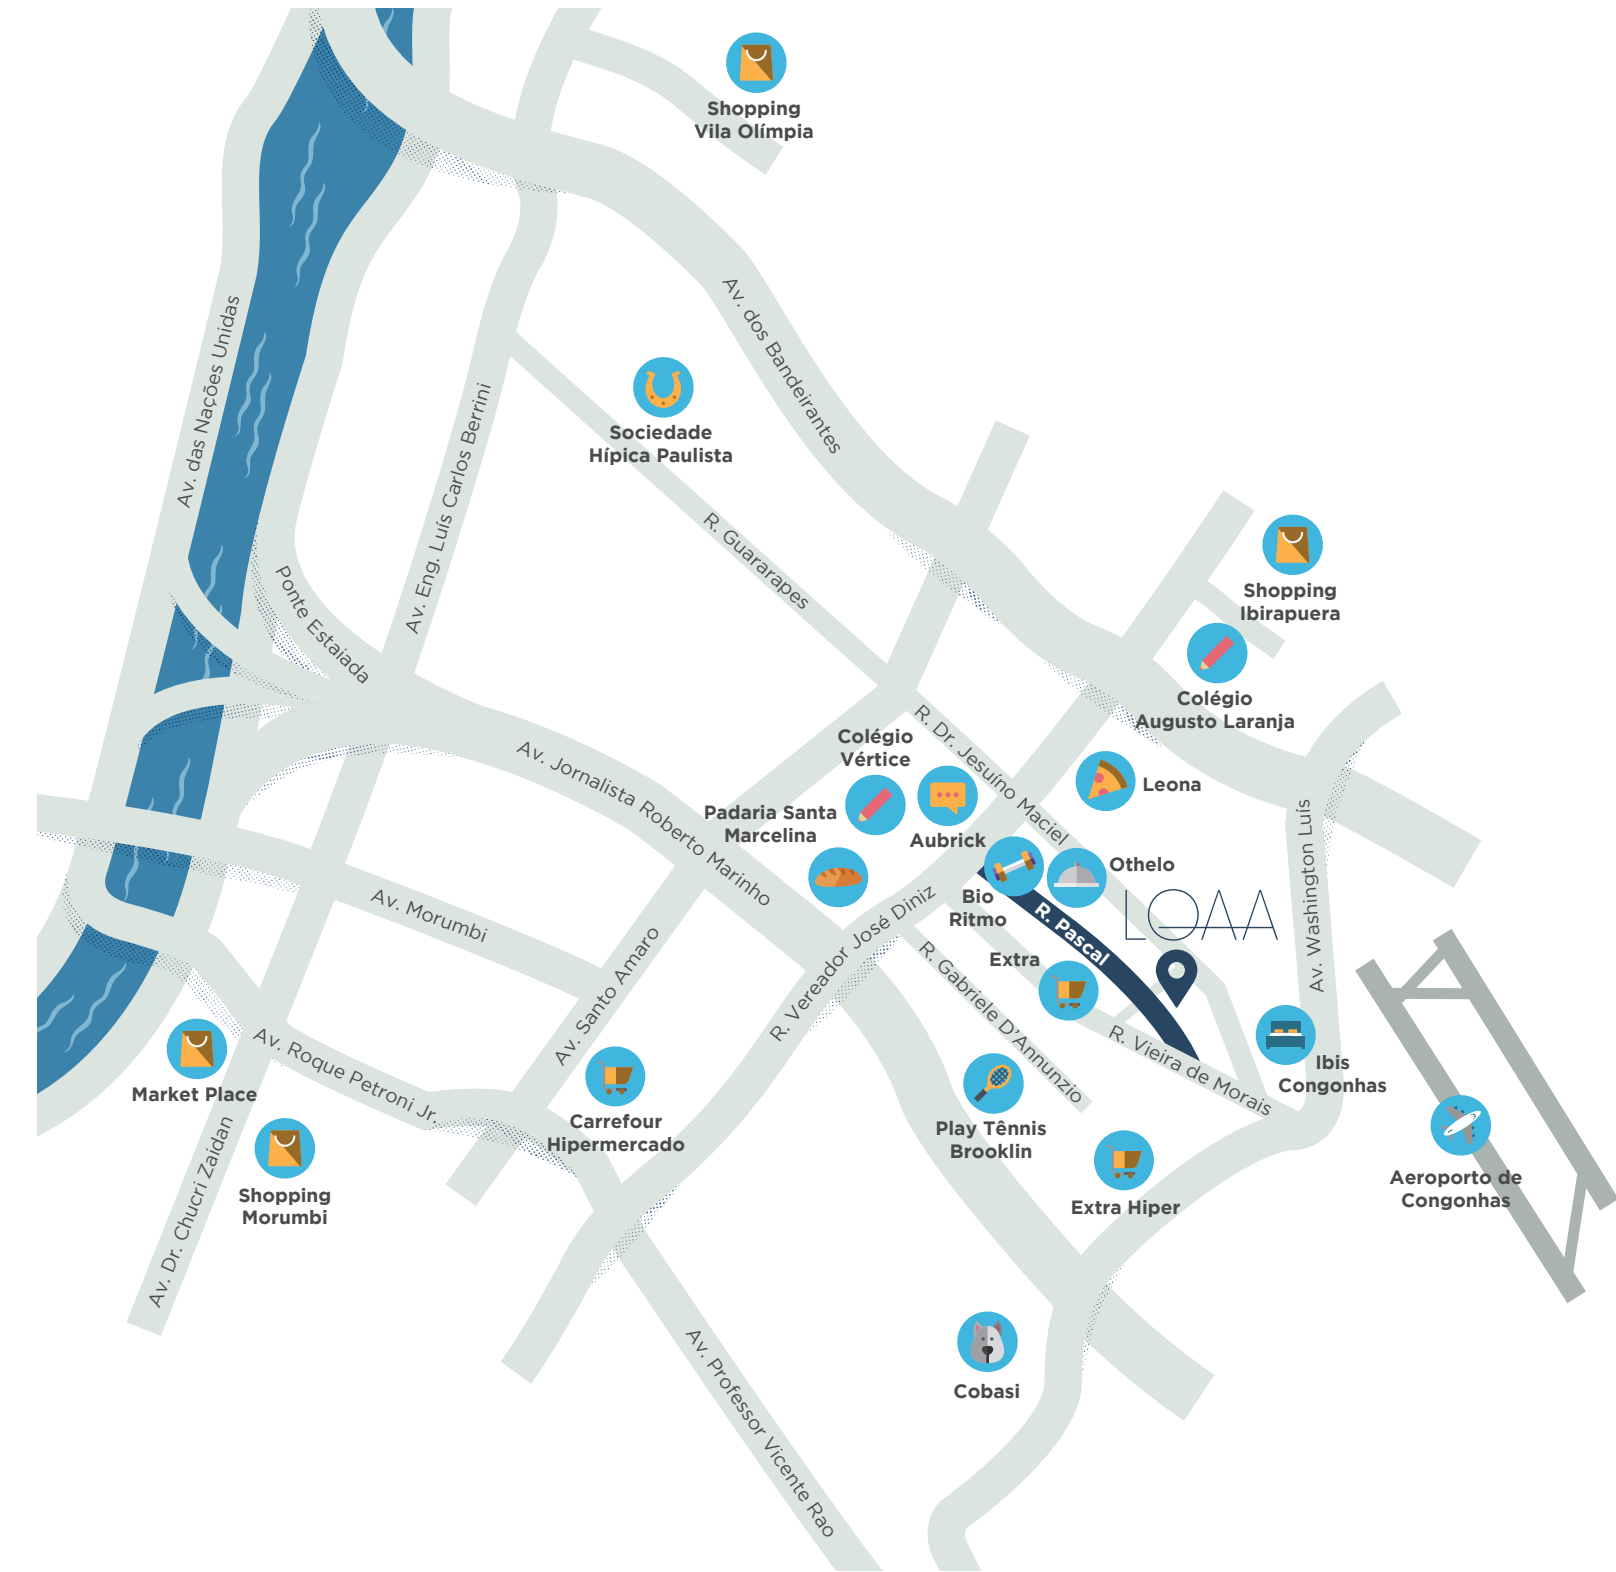 Shopping
Vila Olímpia
Av. das Nações Unidas
Av. dos Bandeirantes
Sociedade
Hípica Paulista
Av. Eng. Luís Carlos Berrini
R. Guararapes
Ponte Estaiada
Shopping
Ibirapuera
Colégio
Augusto Laranja
R. Dr. Jesuíno Maciel
Colégio
Vértice
Av. Jornalista Roberto Marinho
Leona
Padaria Santa
Marcelina
Aubrick
Othelo
Bio
Ritmo
LOAA
Av. Washington Luís
R. Pascal
Av. Morumbi
Av. Santo Amaro
R. Vereador José Diniz
Extra
R. Gabriele D'Annunzio
R. Vieira de Morais
Ibis
Congonhas
Av. Roque Petroni Jr.
Market Place
Carrefour
Hipermercado
Play Tênnis
Brooklin
Aeroporto de
Congonhas
Av. Dr. Chucri Zaidan
Shopping
Morumbi
Extra Hiper
Av. Professor Vicente Rao
Cobasi